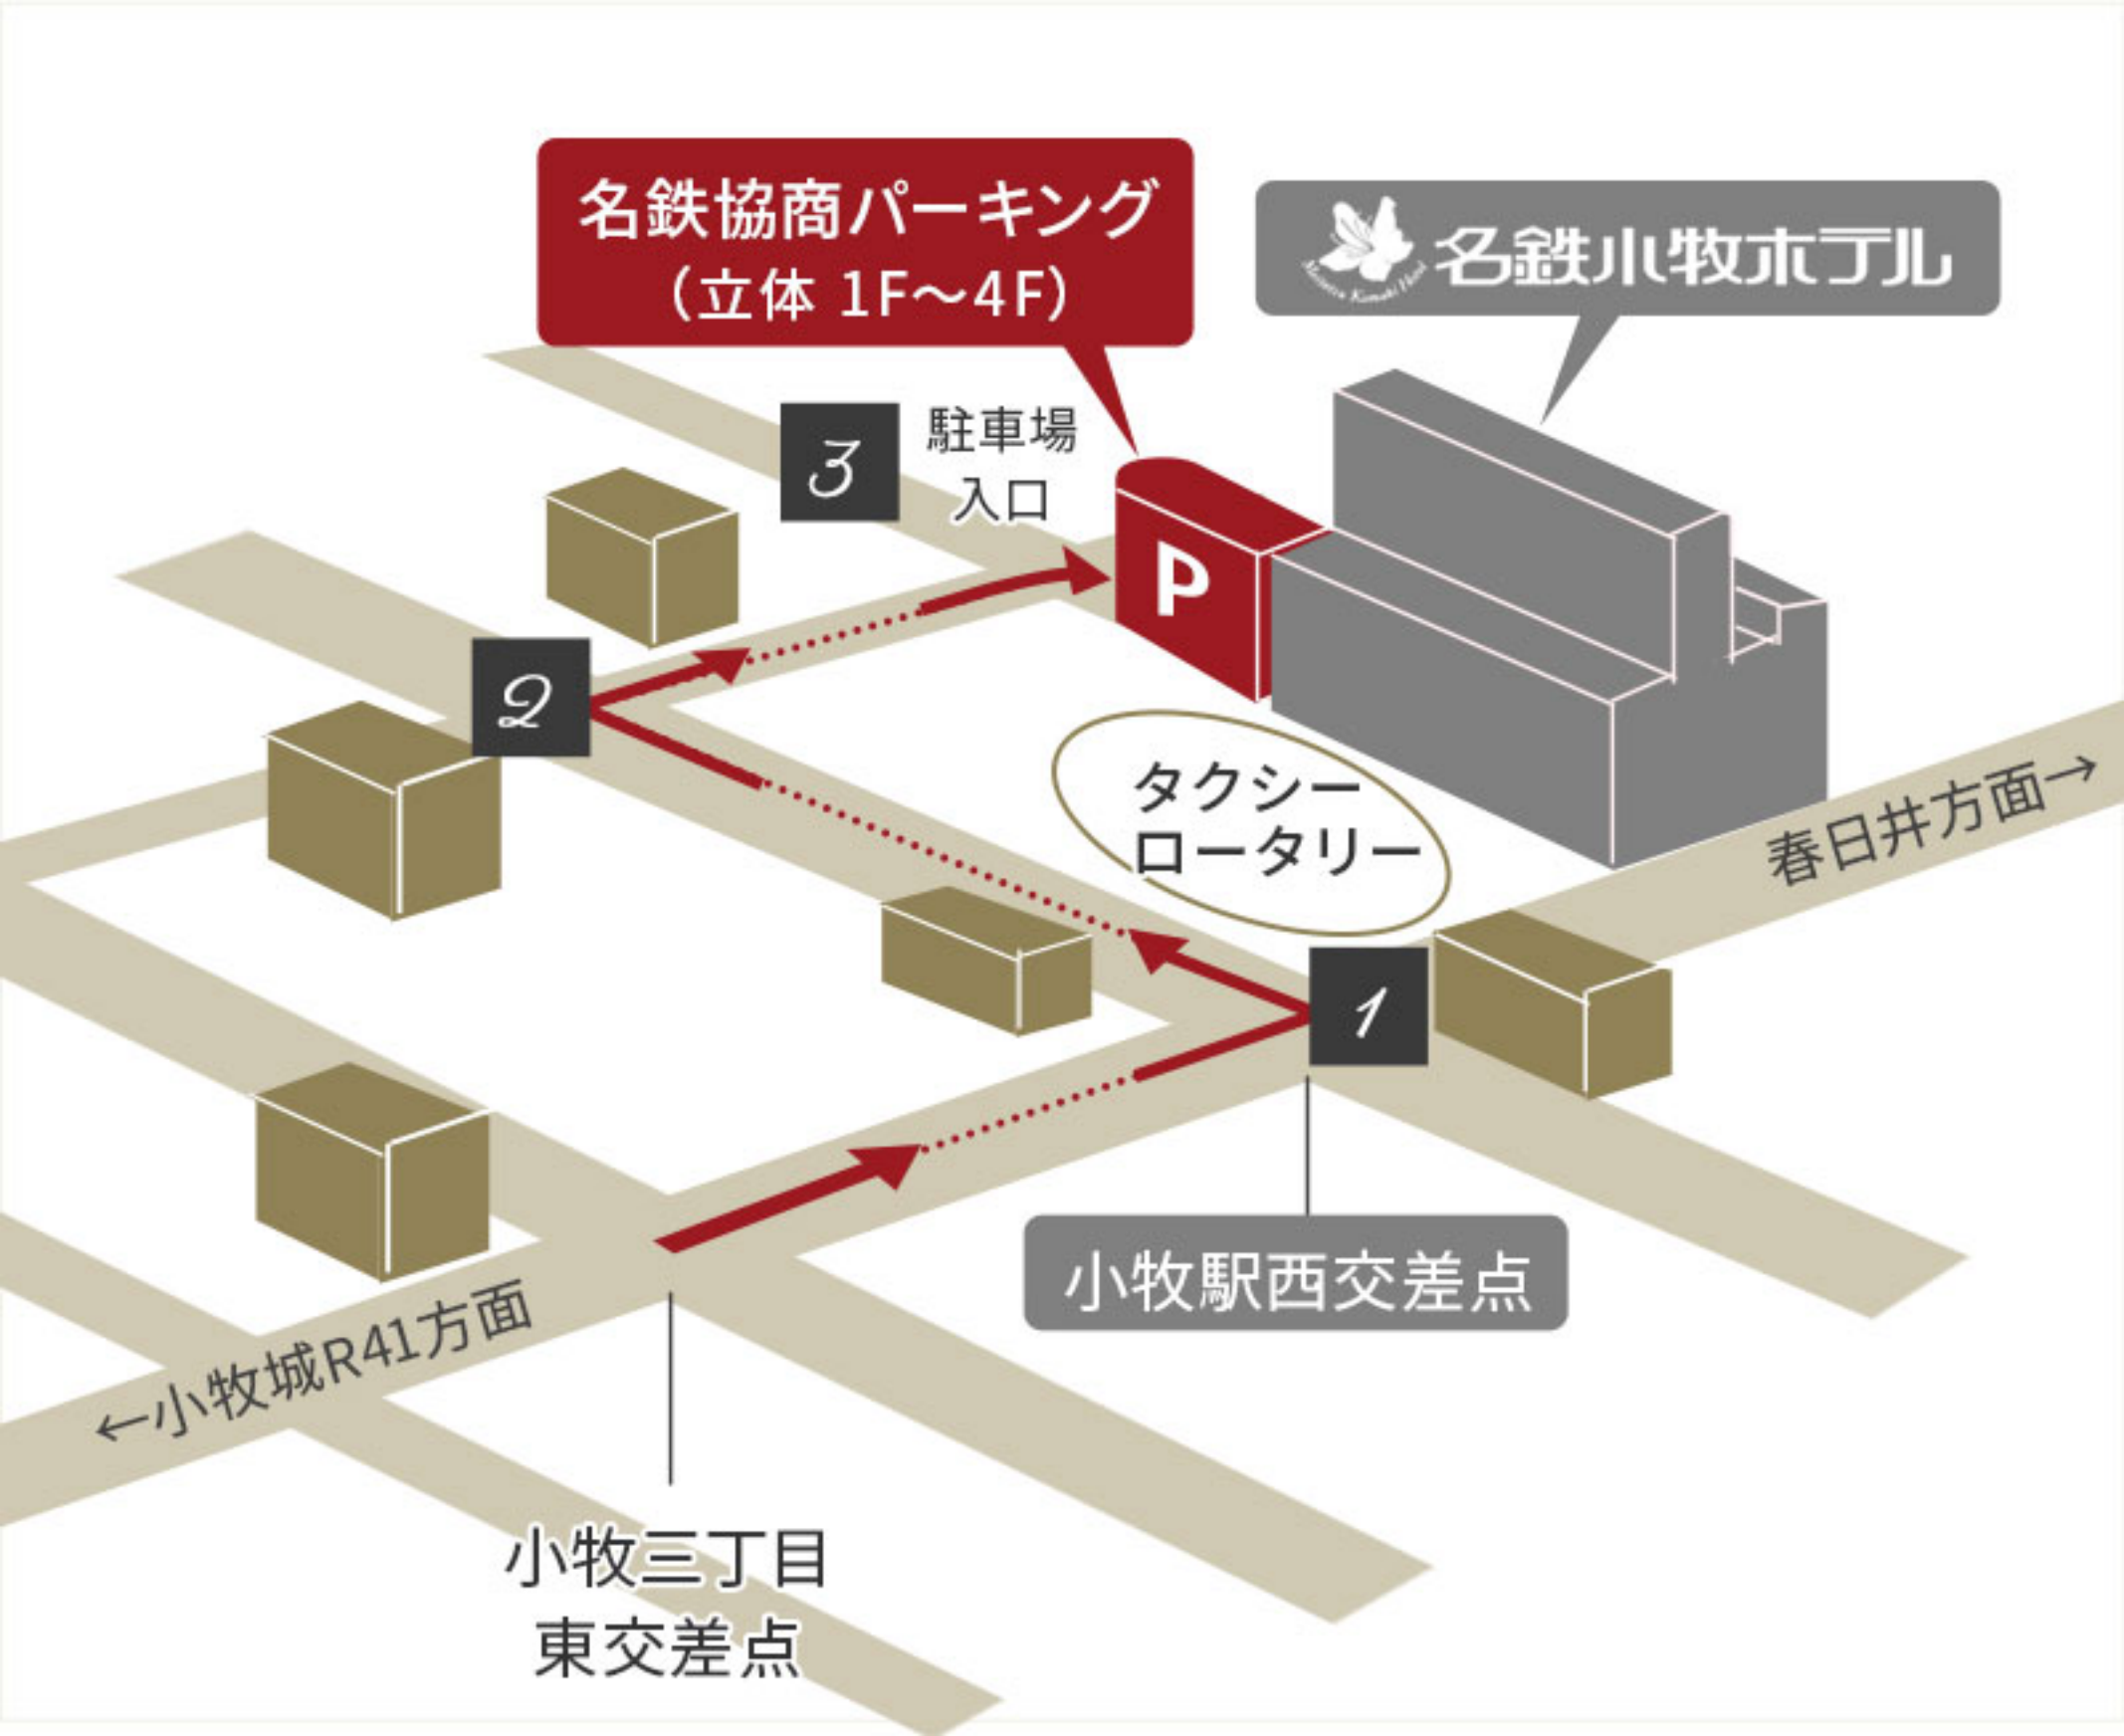 名鉄協商パーキング
（立体 1F～4F）
Meitetsu Komaki Hotel
名鉄小牧ホテル
3
駐車場
入口
P
2
タクシー
ロータリー
春日井方面→
1
小牧駅西交差点
←小牧城R41方面
小牧三丁目
東交差点